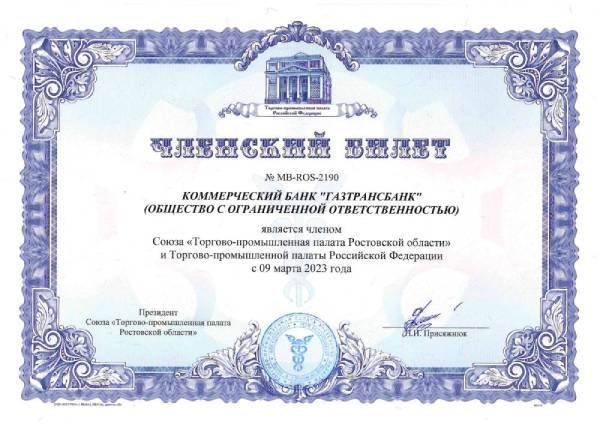 Торгово-промышленная палата
Российской Федерации
ЧЛЕНСКИЙ БИЛЕТ
№ MB-ROS-2190
КОММЕРЧЕСКИЙ БАНК "ГАЗТРАНСБАНК"
(ОБЩЕСТВО С ОГРАНИЧЕННОЙ ОТВЕТСТВЕННОСТЬЮ)
является членом
Союза «Торгово-промышленная палата Ростовской области»
и Торгово-промышленной палаты Российской Федерации
с 09 марта 2023 года
Президент
Союза «Торгово-промышленная палата
Ростовской области»
Н.И. Присяжнюк